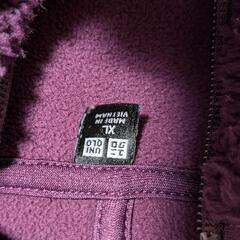 XL
MADE IN
VIETNAM
ユニ UNI
クロ QLO